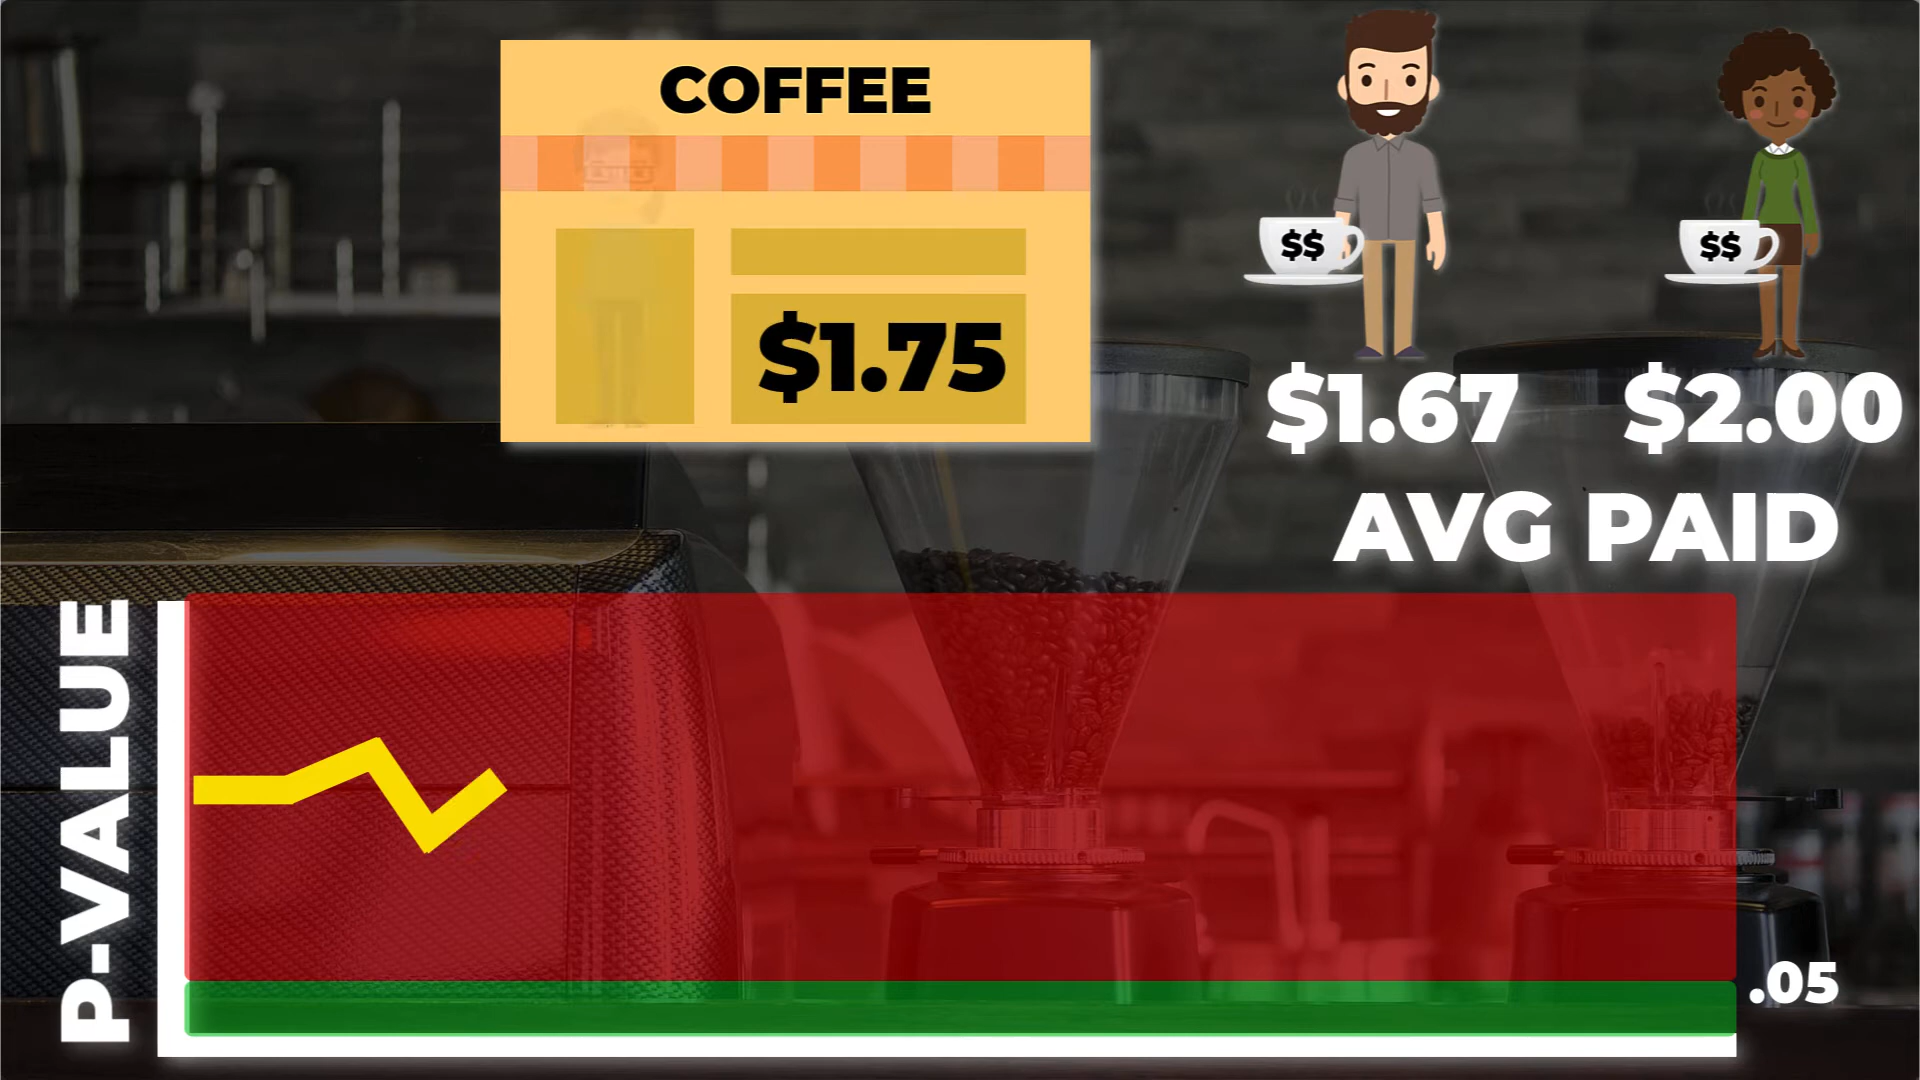 COFFEE
$1.75
$$
$$
$1.67
$2.00
AVG PAID
P-VALUE
.05